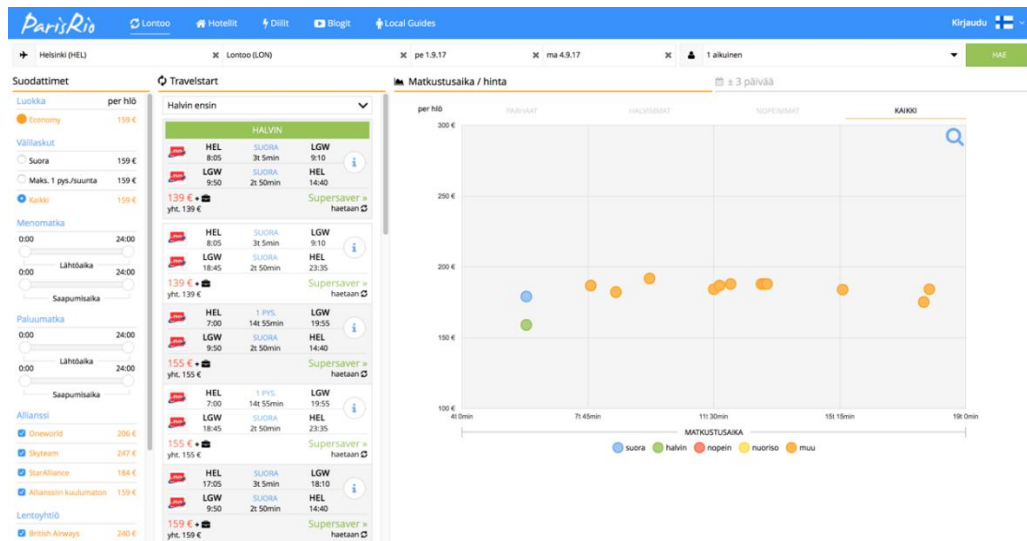 ParisRio Lontoo Hotellit Diilit Blogit Local Guides Kirjaudu
Helsinki (HEL) Lontoo (LON) pe 1.9.17 ma 4.9.17 1 aikuinen HAE
Suodattimet
Luokka per hlö
Economy 159 €
Välilaskut
Suora 159 €
Maks. 1 pys./suunta 159 €
Kaikki 159 €
Menomatka
0:00 24:00
Lähtöaika
0:00 24:00
Saapumisaika
Paluumatka
0:00 24:00
Lähtöaika
0:00 24:00
Saapumisaika
Allianssi
Oneworld 206 €
Skyteam 247 €
StarAlliance 184 €
Allianssiin kuulumaton 159 €
Lentoyhtiö
British Airways 240 €
Travelstart
Halvin ensin
HALVIN
HEL SUORA LGW
8:05 3t 5min 9:10
LGW SUORA HEL
9:50 2t 50min 14:40
139 € + Supersaver »
yht. 139 € haetaan
HEL SUORA LGW
8:05 3t 5min 9:10
LGW SUORA HEL
18:45 2t 50min 23:35
139 € + Supersaver »
yht. 139 € haetaan
HEL 1 PYS. LGW
7:00 14t 55min 19:55
LGW SUORA HEL
9:50 2t 50min 14:40
155 € + Supersaver »
yht. 155 € haetaan
HEL 1 PYS. LGW
7:00 14t 55min 19:55
LGW SUORA HEL
18:45 2t 50min 23:35
155 € + Supersaver »
yht. 155 € haetaan
HEL SUORA LGW
17:05 3t 5min 18:10
LGW SUORA HEL
9:50 2t 50min 14:40
159 € + Supersaver »
yht. 159 € haetaan
Matkustusaika / hinta ± 3 päivää
per hlö PARHAAT HALVIMMAT NOPEIMMAT KAIKKI
300 €
250 €
200 €
150 €
100 €
4t 0min 7t 45min 11t 30min 15t 15min 19t 0min
MATKUSTUSAIKA
suora halvin nopein nuoriso muu